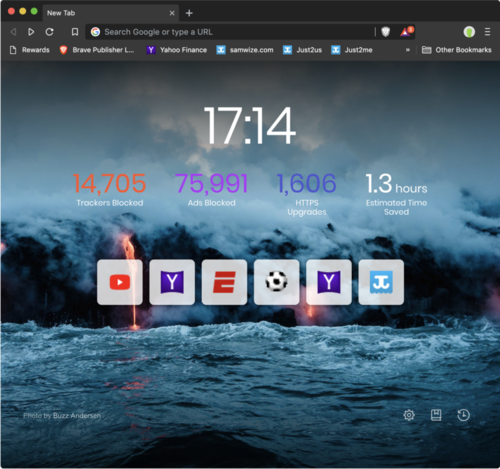 New Tab
Search Google or type a URL
Rewards
Brave Publisher L...
Yahoo Finance
samwize.com
Just2us
Just2me
»
Other Bookmarks
17:14
14,705
Trackers Blocked
75,991
Ads Blocked
1,606
HTTPS
Upgrades
1.3 hours
Estimated Time
Saved
Photo by Buzz Andersen